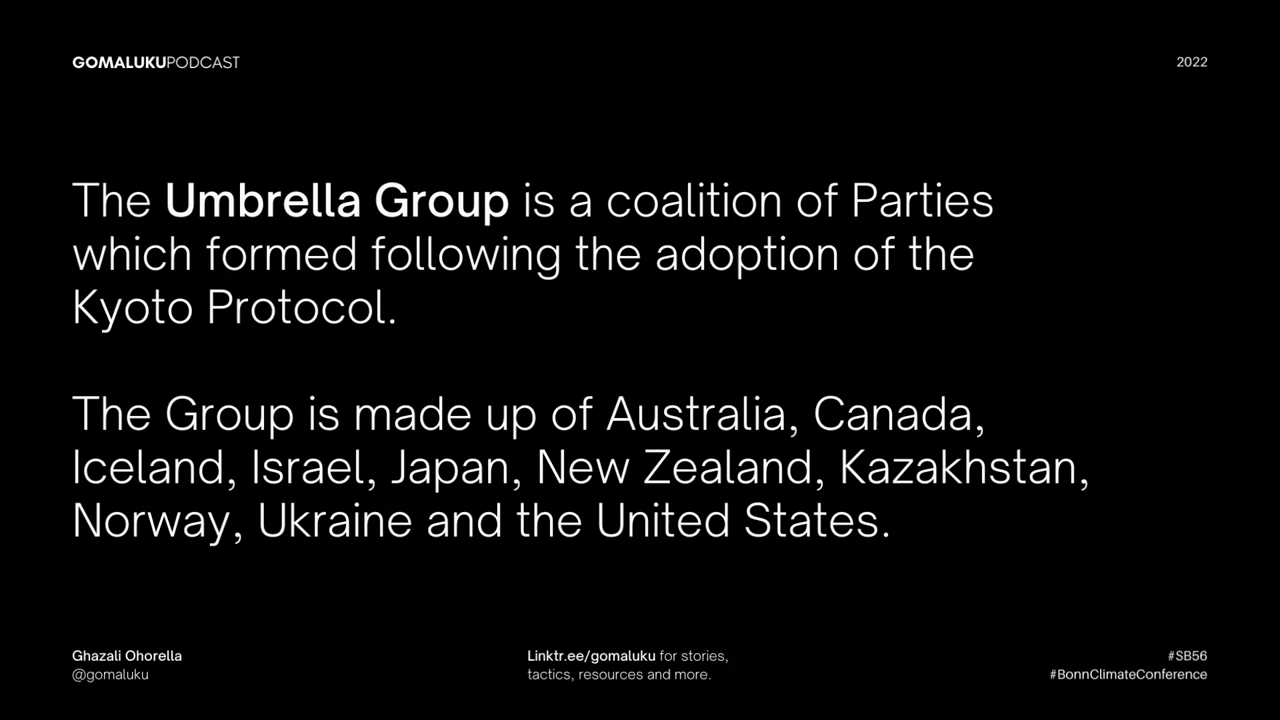 GOMALUKUPODCAST
2022
The Umbrella Group is a coalition of Parties
which formed following the adoption of the
Kyoto Protocol.
The Group is made up of Australia, Canada,
Iceland, Israel, Japan, New Zealand, Kazakhstan,
Norway, Ukraine and the United States.
Ghazali Ohorella
@gomaluku
Linktr.ee/gomaluku for stories,
tactics, resources and more.
#SB56
#BonnClimateConference